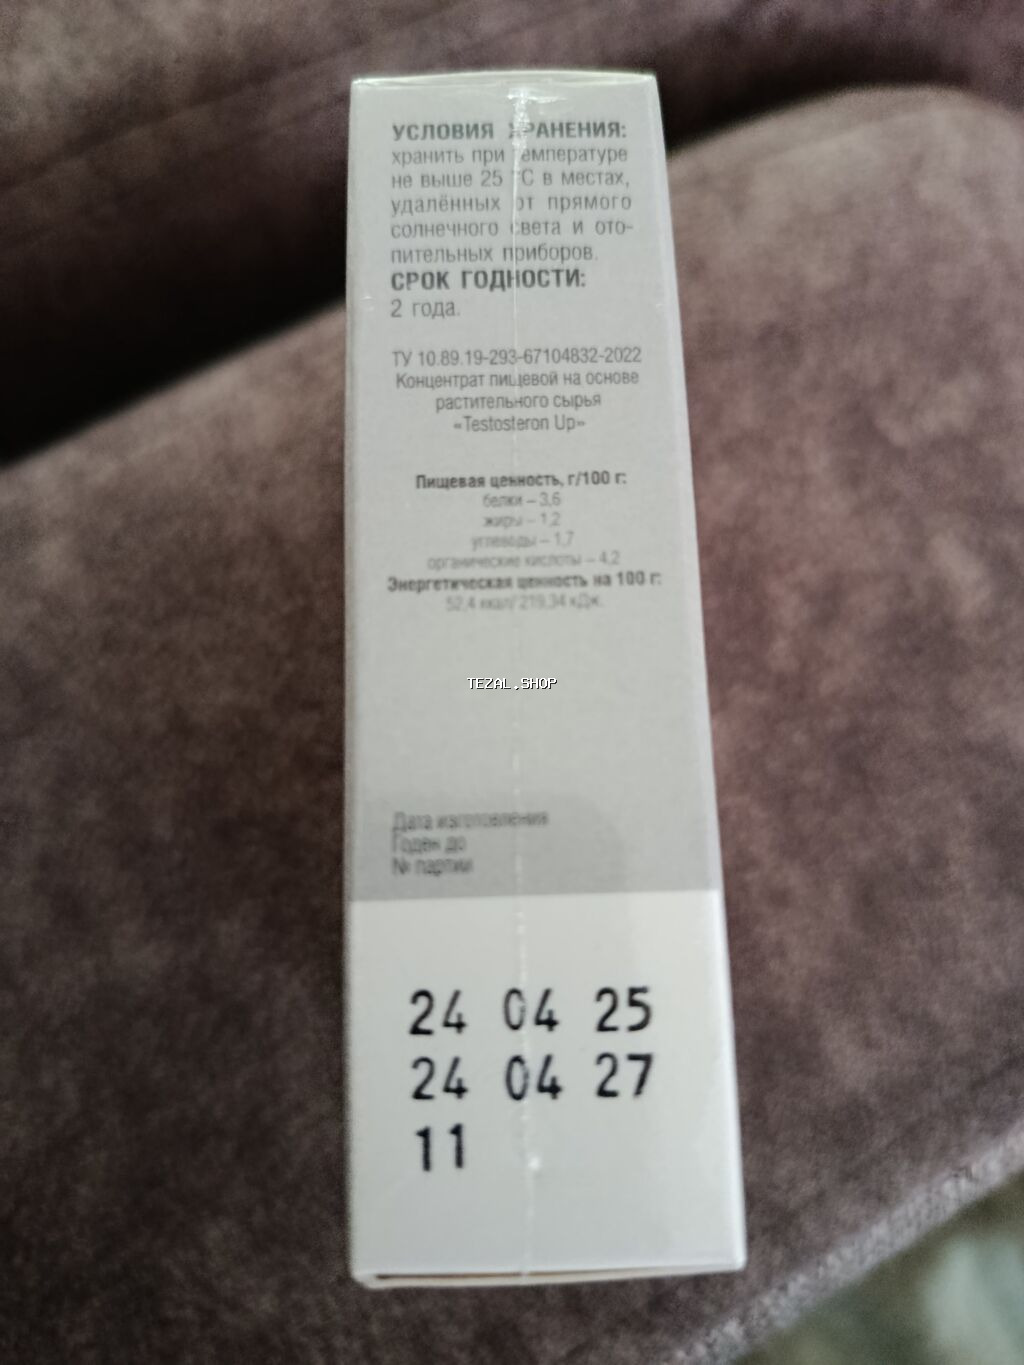 УСЛОВИЯ ХРАНЕНИЯ:
хранить при температуре
не выше 25 °С в местах,
удалённых от прямого
солнечного света и ото-
пительных приборов.
СРОК ГОДНОСТИ:
2 года.
ТУ 10.89.19-293-67104832-2022
Концентрат пищевой на основе
растительного сырья
«Testosteron Up»
Пищевая ценность, г/100 г:
белки – 3,6
жиры – 1,2
углеводы – 1,7
органические кислоты – 4,2
Энергетическая ценность на 100 г:
52,4 ккал/ 219,34 кДж.
TEZAL.SHOP
Дата изготовления
Годен до
№ партии
24 04 25
24 04 27
11